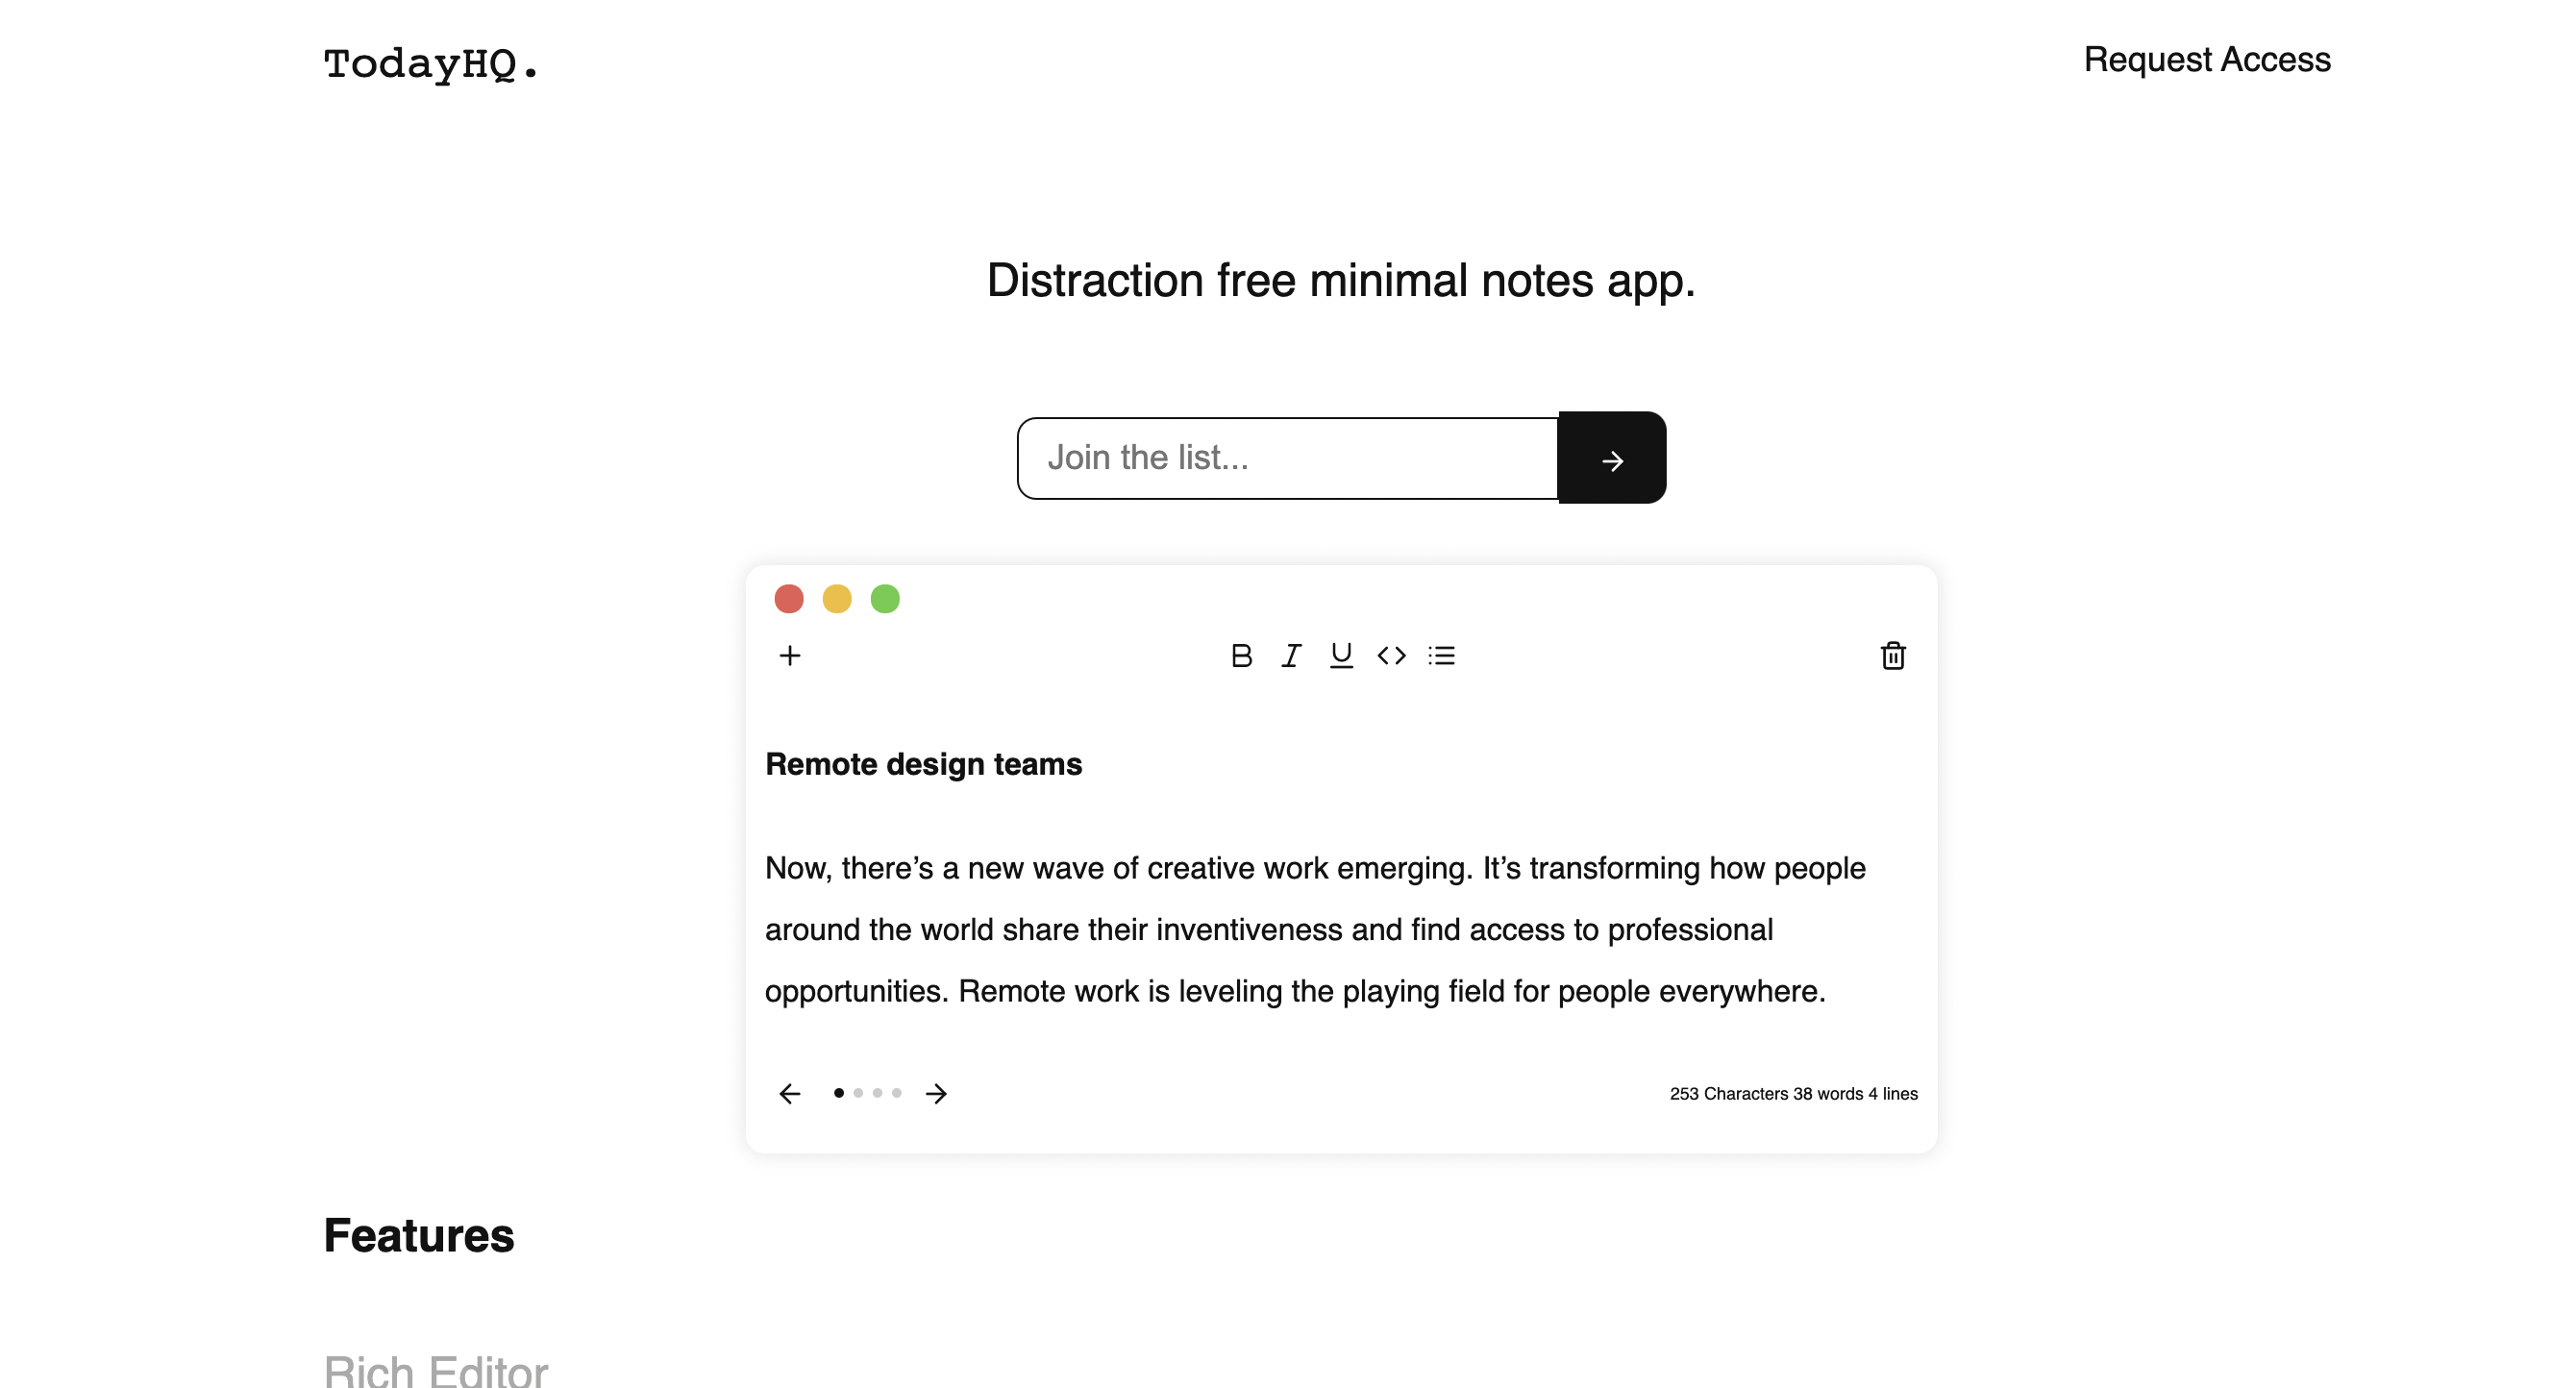 TodayHQ.
Request Access
Distraction free minimal notes app.
Join the list...
Remote design teams
Now, there’s a new wave of creative work emerging. It’s transforming how people
around the world share their inventiveness and find access to professional
opportunities. Remote work is leveling the playing field for people everywhere.
253 Characters 38 words 4 lines
Features
Rich Editor